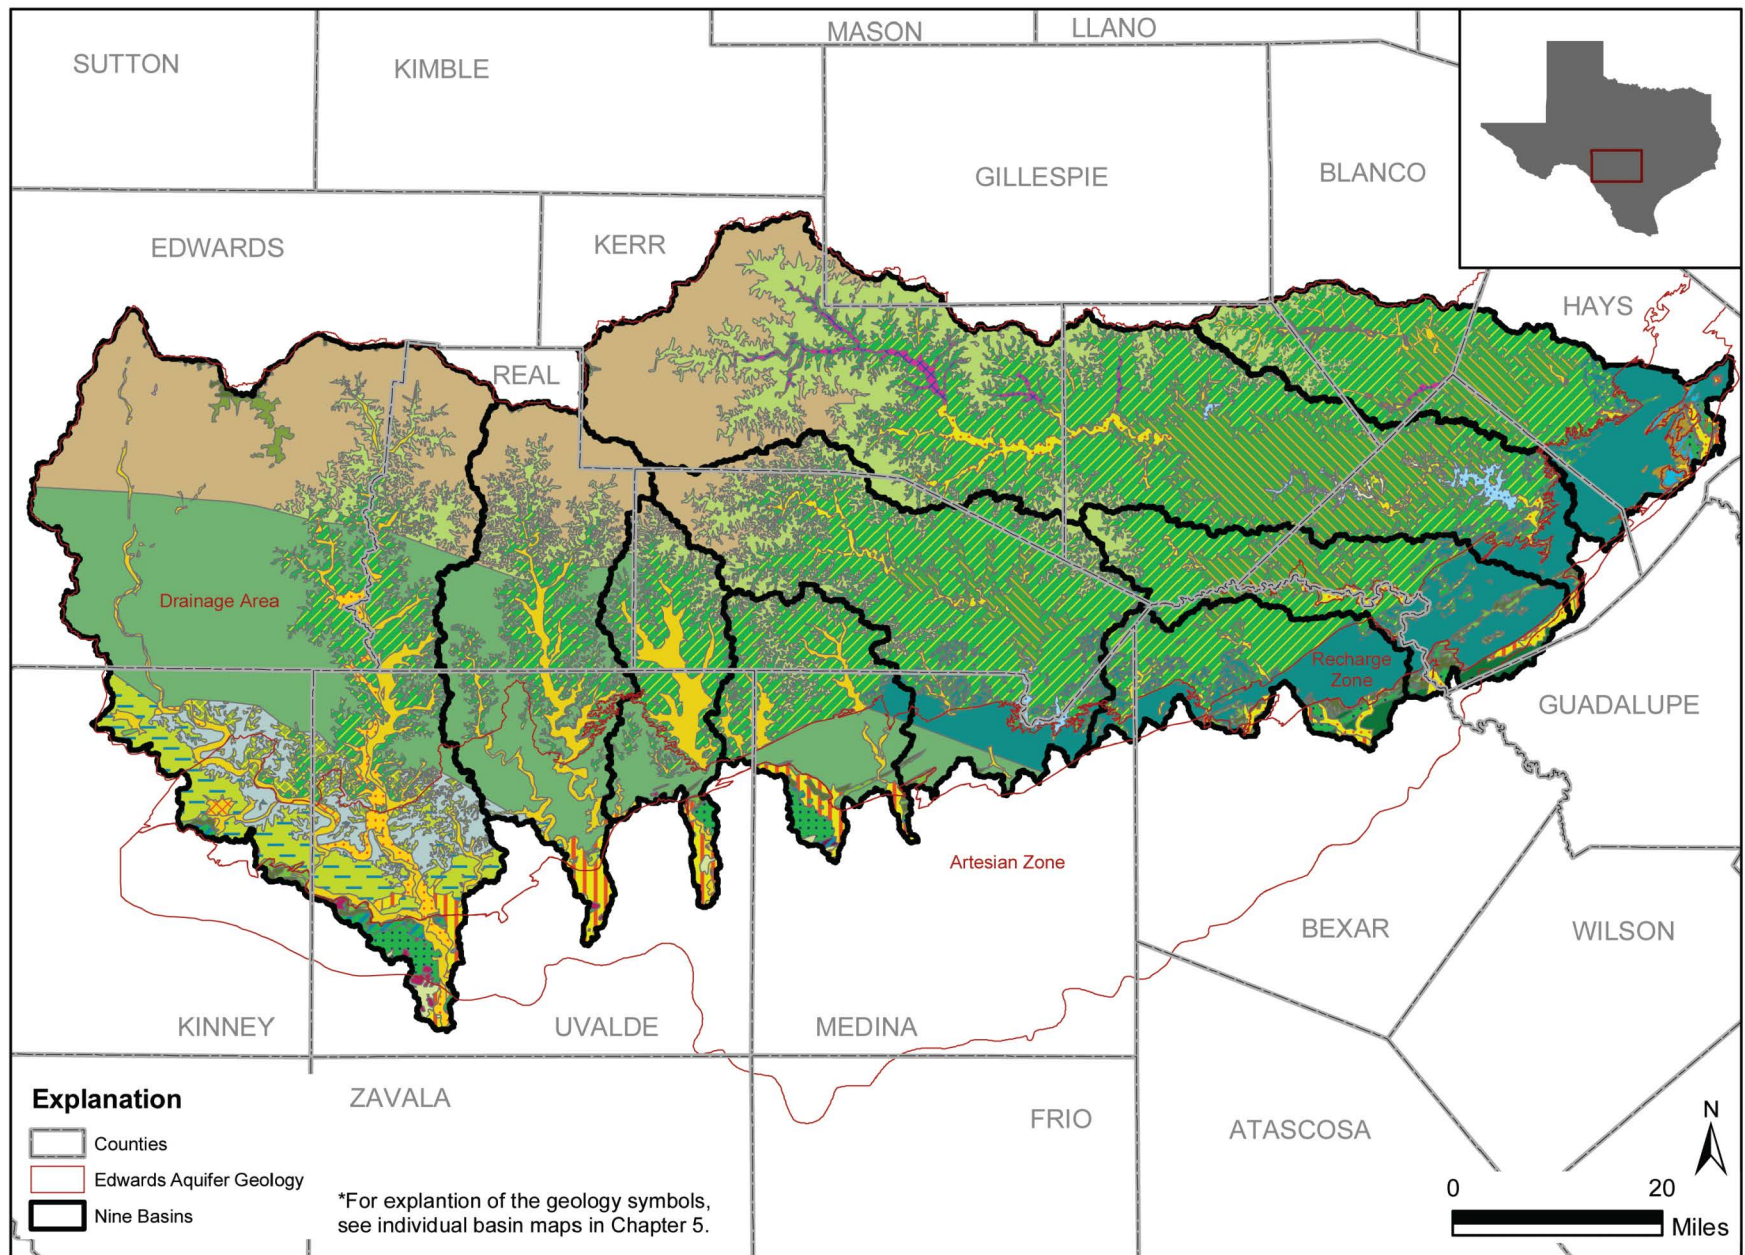 MASON
LLANO
SUTTON
KIMBLE
GILLESPIE
BLANCO
EDWARDS
KERR
HAYS
REAL
Drainage Area
Recharge
Zone
GUADALUPE
Artesian Zone
BEXAR
WILSON
KINNEY
UVALDE
MEDINA
ZAVALA
FRIO
ATASCOSA
Explanation
Counties
Edwards Aquifer Geology
Nine Basins
*For explantion of the geology symbols,
see individual basin maps in Chapter 5.
N
0 20
Miles